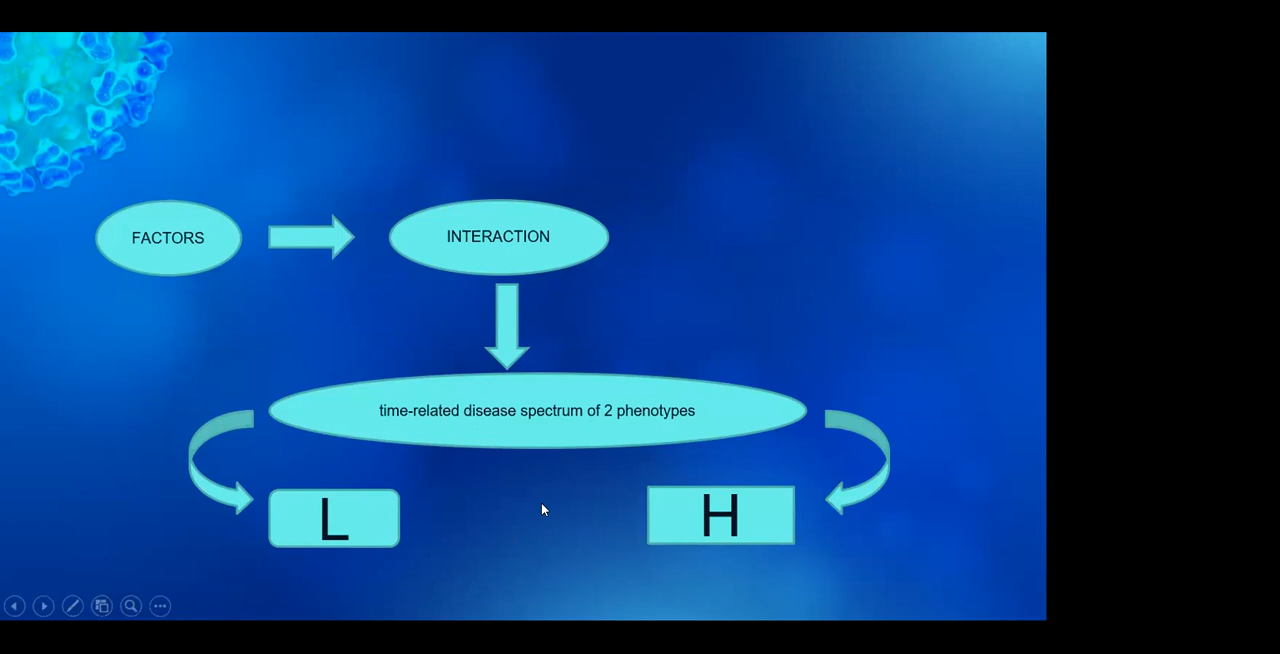 FACTORS
INTERACTION
time-related disease spectrum of 2 phenotypes
L
H